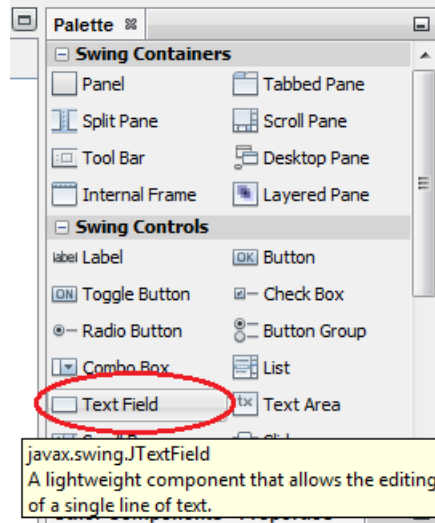 Palette
Swing Containers
Panel
Tabbed Pane
Split Pane
Scroll Pane
Tool Bar
Desktop Pane
Internal Frame
Layered Pane
Swing Controls
label Label
OK Button
ON Toggle Button
Check Box
Radio Button
Button Group
Combo Box
List
Text Field
tx Text Area
javax.swing.JTextField
A lightweight component that allows the editing
of a single line of text.